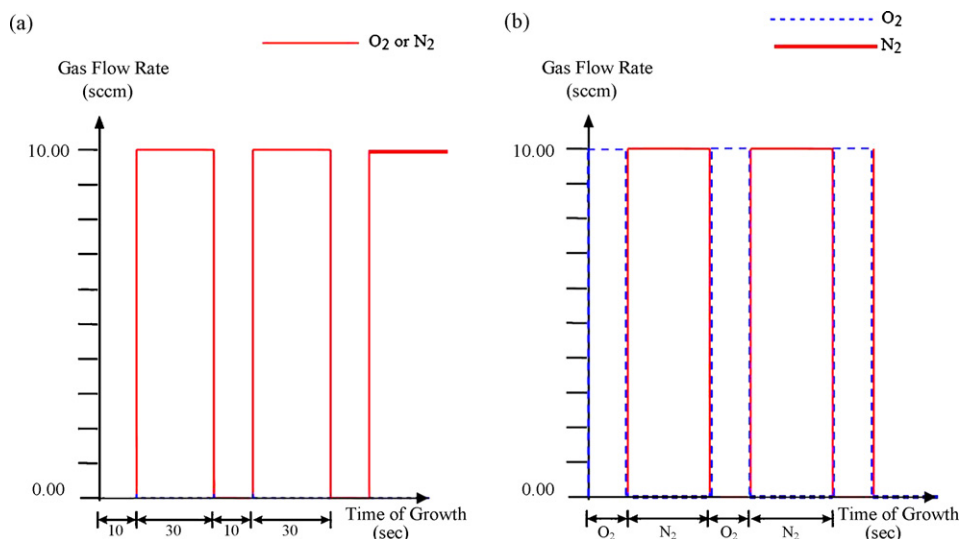 (a)
O₂ or N₂
Gas Flow Rate
(sccm)
10.00
0.00
10
30
10
30
Time of Growth
(sec)
(b)
O₂
N₂
Gas Flow Rate
(sccm)
10.00
0.00
O₂
N₂
O₂
N₂
Time of Growth
(sec)